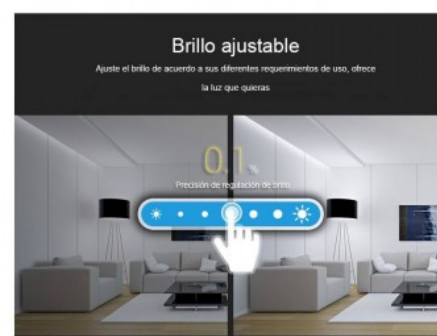 Brillo ajustable
Ajuste el brillo de acuerdo a sus diferentes requerimientos de uso, ofrece
la luz que quieras
0.1%
Precisión de regulación de brillo